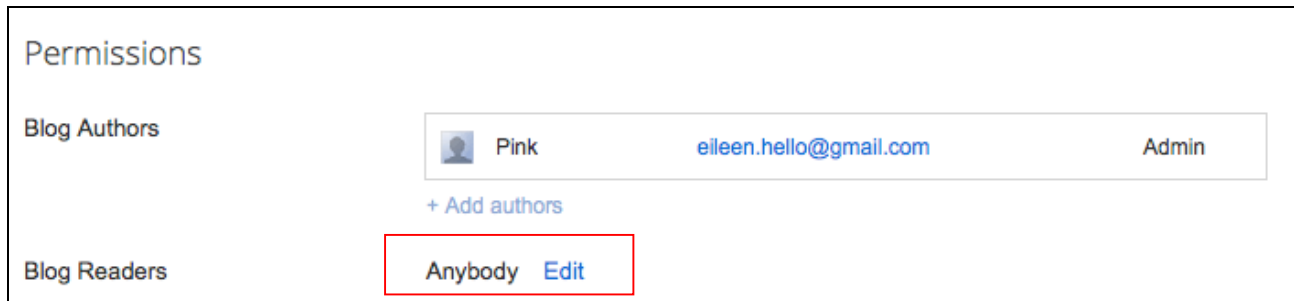 Permissions
Blog Authors
Pink eileen.hello@gmail.com Admin
+ Add authors
Blog Readers Anybody Edit